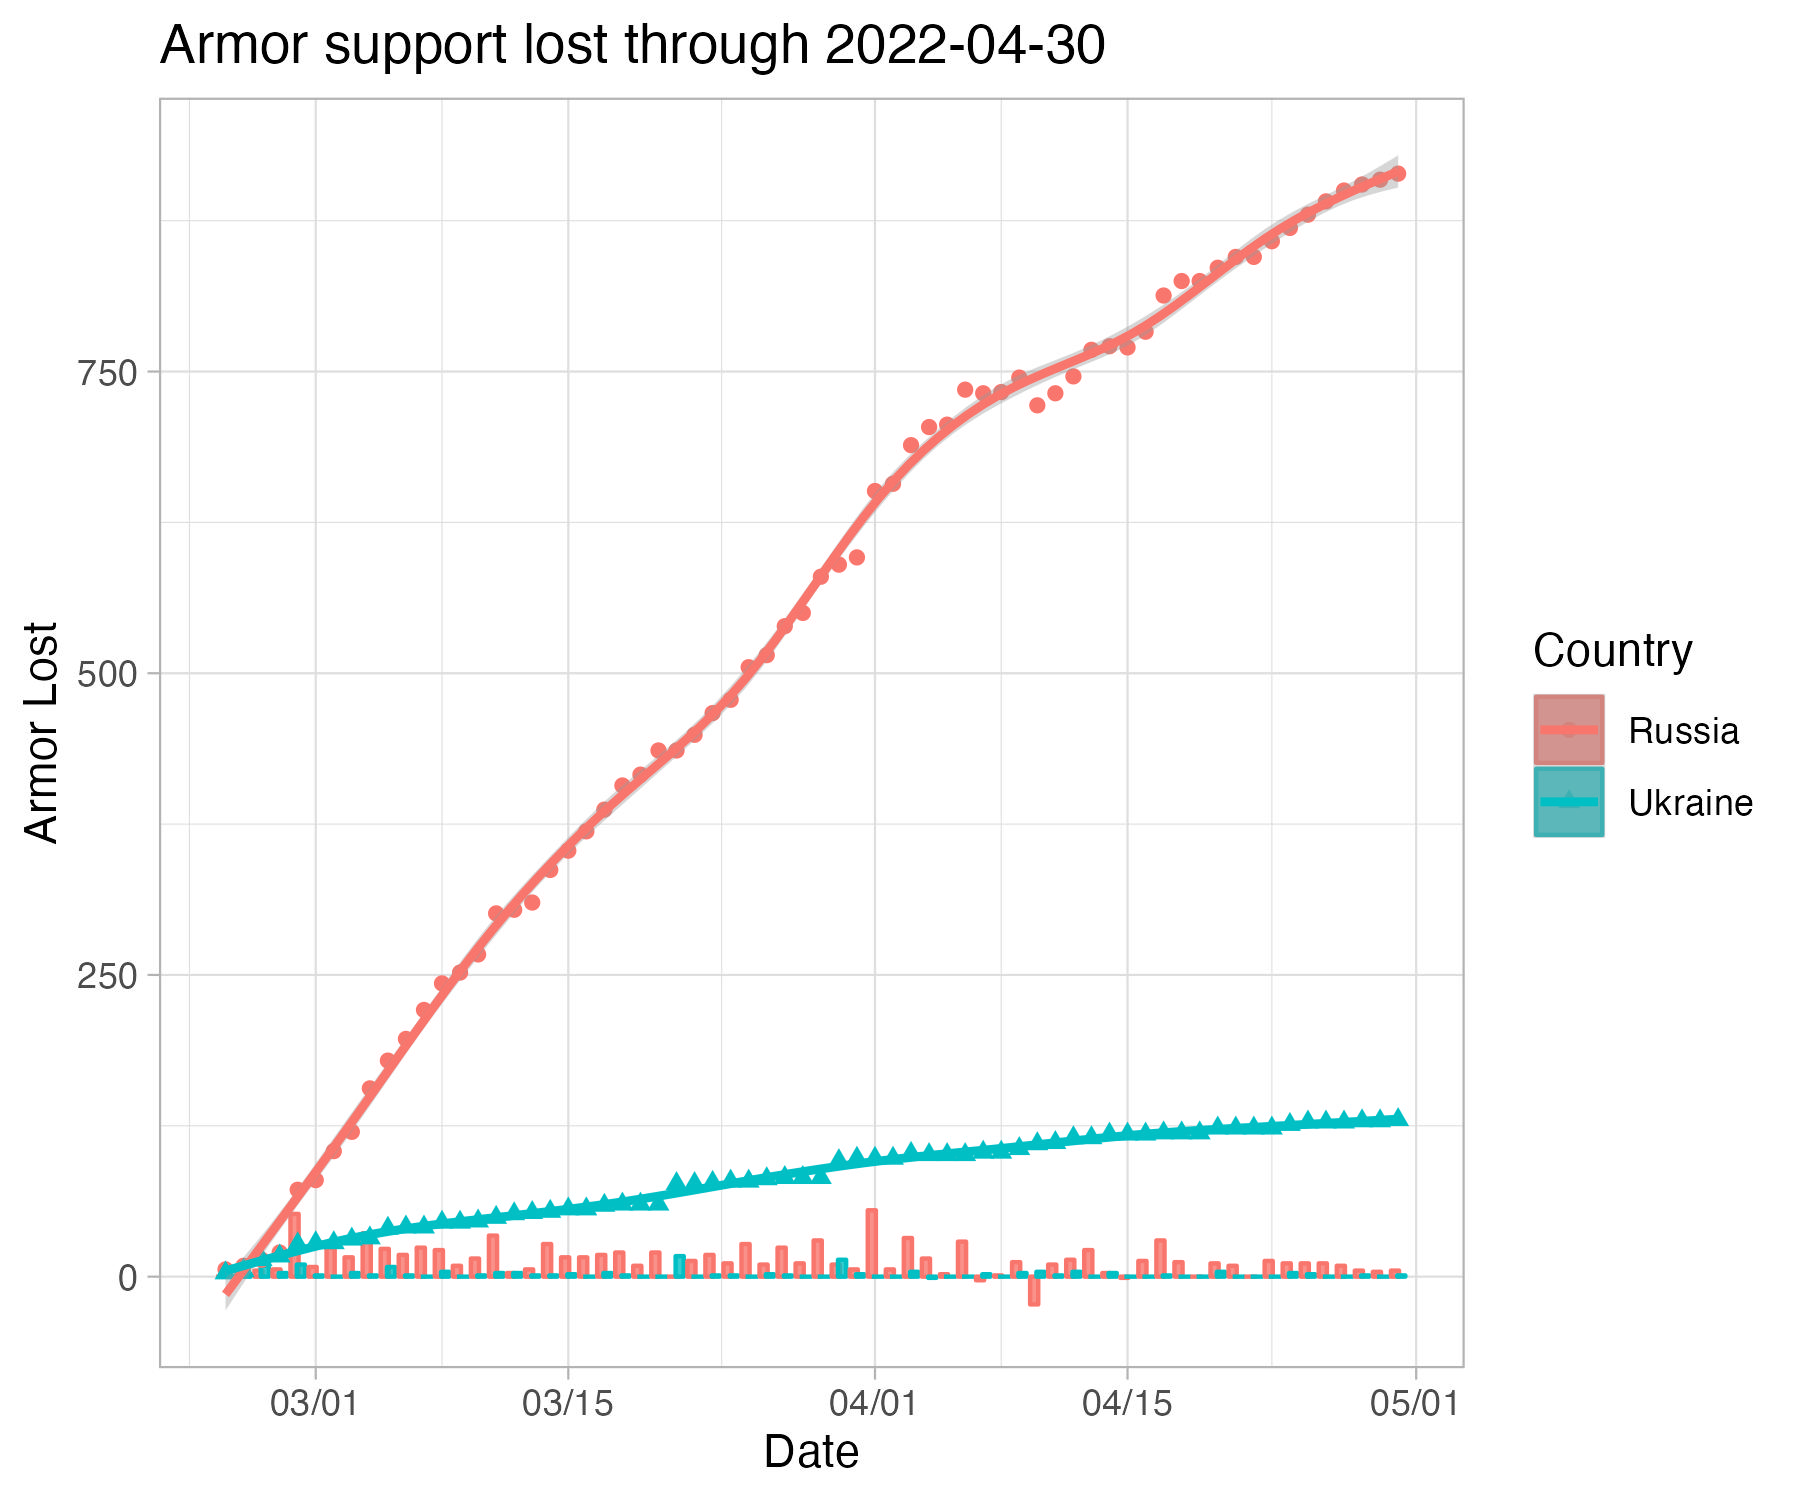 Armor support lost through 2022-04-30
Armor Lost
750
500
250
0
03/01
03/15
04/01
04/15
05/01
Date
Country
Russia
Ukraine